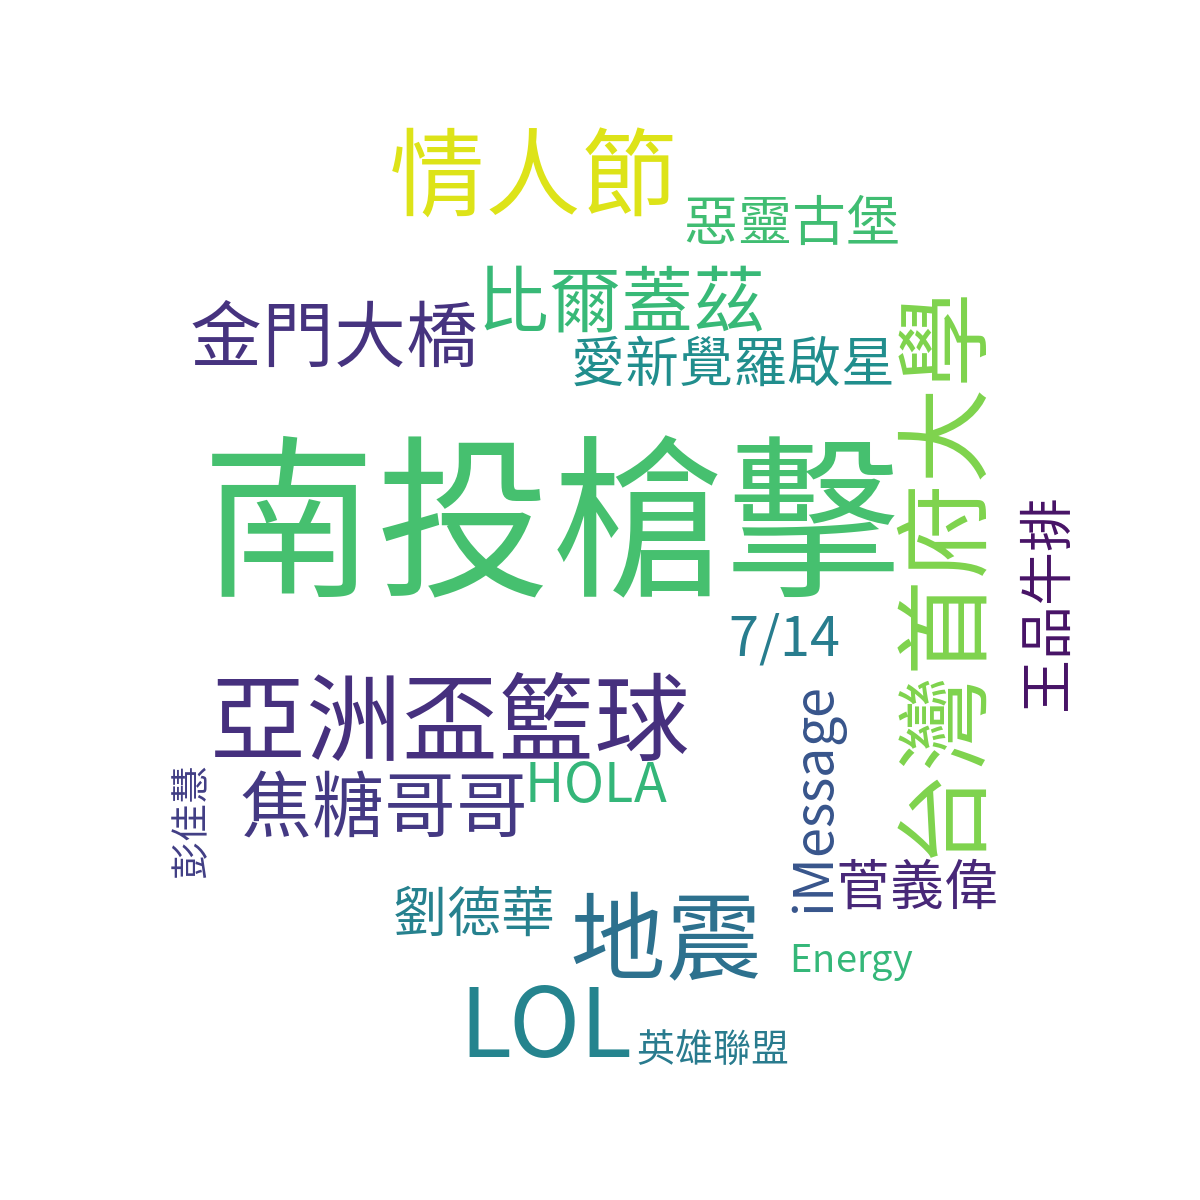 情人節
惡靈古堡
比爾蓋茲
金門大橋
愛新覺羅啟星
台灣首府大學
南投槍擊
王品牛排
7/14
亞洲盃籃球
iMessage
HOLA
焦糖哥哥
彭佳慧
菅義偉
劉德華
地震
Energy
LOL
英雄聯盟